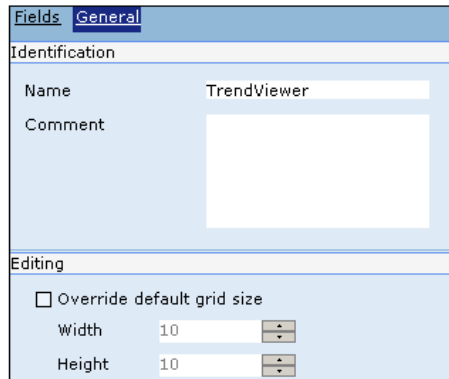 Fields General
Identification
Name TrendViewer
Comment
Editing
Override default grid size
Width 10
Height 10